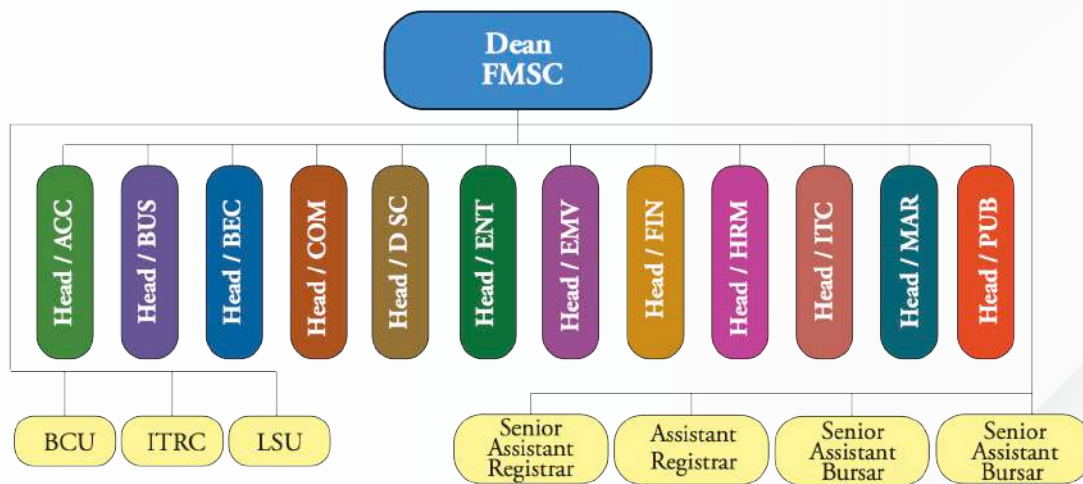 Dean
FMSC
Head / ACC
Head / BUS
Head / BEC
Head / COM
Head / D SC
Head / ENT
Head / EMV
Head / FIN
Head / HRM
Head / ITC
Head / MAR
Head / PUB
BCU
ITRC
LSU
Senior
Assistant
Registrar
Assistant
Registrar
Senior
Assistant
Bursar
Senior
Assistant
Bursar